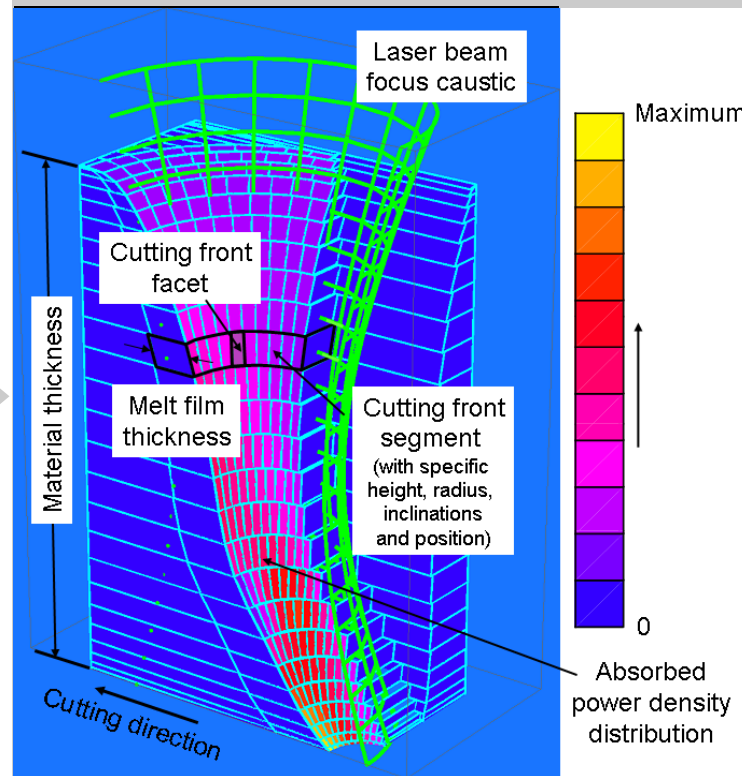 Laser beam
focus caustic
Maximum
Cutting front
facet
Material thickness
Melt film
thickness
Cutting front
segment
(with specific
height, radius,
inclinations
and position)
0
Cutting direction
Absorbed
power density
distribution